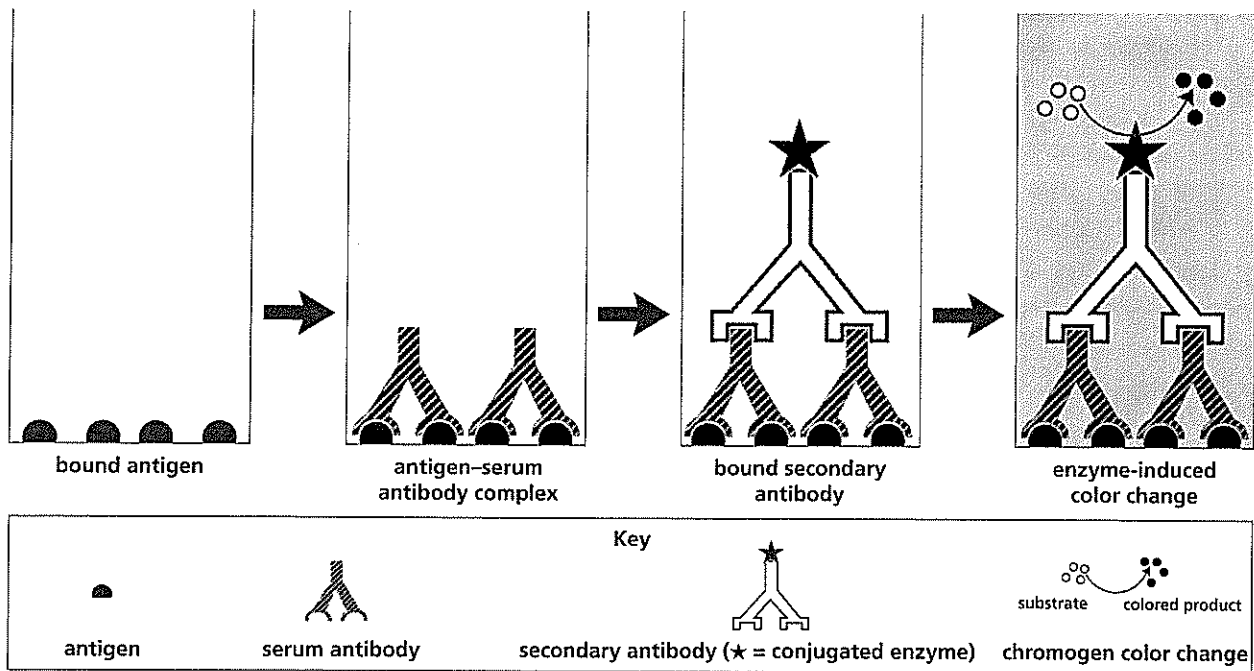 bound antigen
antigen–serum
antibody complex
bound secondary
antibody
enzyme-induced
color change
Key
antigen
serum antibody
secondary antibody (★ = conjugated enzyme)
substrate
colored product
chromogen color change